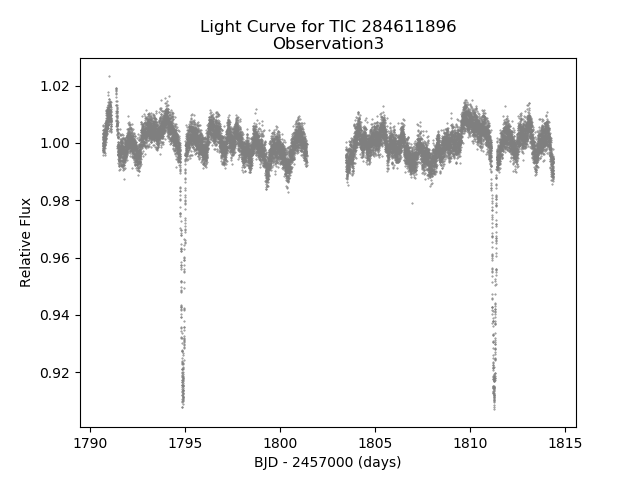 Light Curve for TIC 284611896
Observation3
1.02
1.00
0.98
0.96
0.94
0.92
Relative Flux
1790 1795 1800 1805 1810 1815
BJD - 2457000 (days)